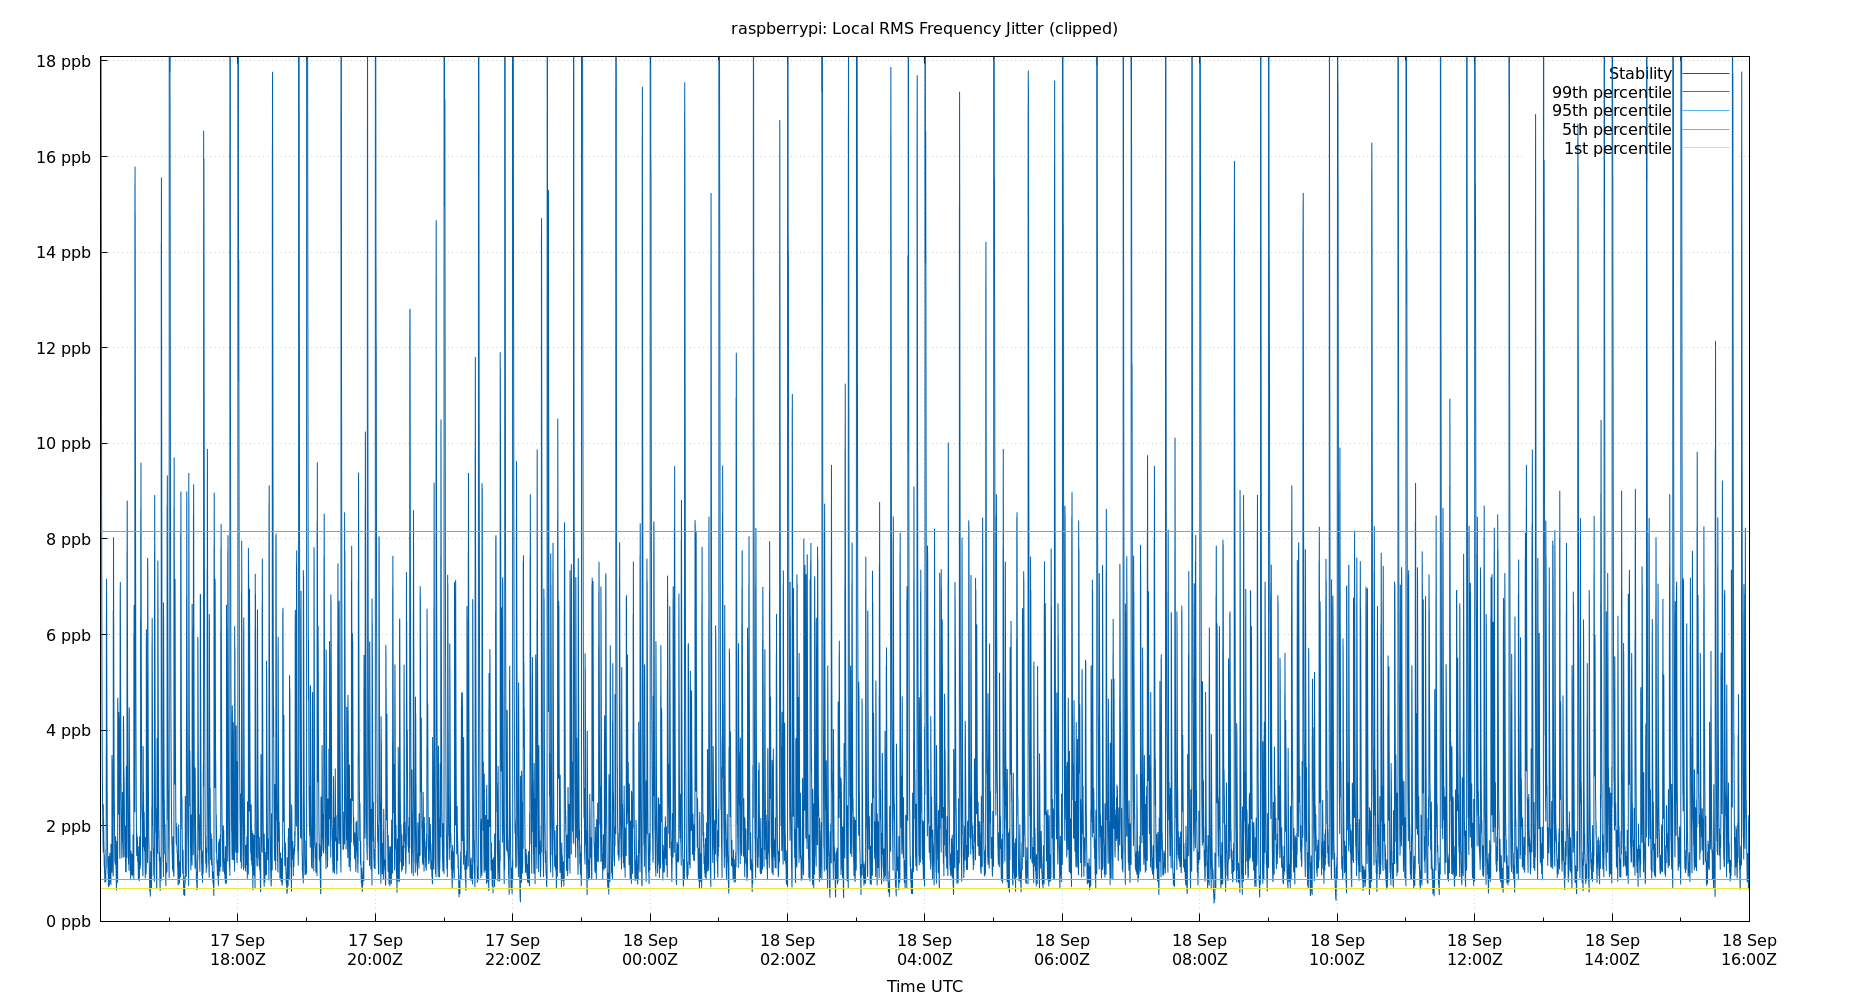 raspberrypi: Local RMS Frequency Jitter (clipped)
18 ppb
16 ppb
14 ppb
12 ppb
10 ppb
8 ppb
6 ppb
4 ppb
2 ppb
0 ppb
Stability
99th percentile
95th percentile
5th percentile
1st percentile
17 Sep 17 Sep 17 Sep 18 Sep 18 Sep 18 Sep 18 Sep 18 Sep 18 Sep 18 Sep 18 Sep 18 Sep
18:00Z 20:00Z 22:00Z 00:00Z 02:00Z 04:00Z 06:00Z 08:00Z 10:00Z 12:00Z 14:00Z 16:00Z
Time UTC